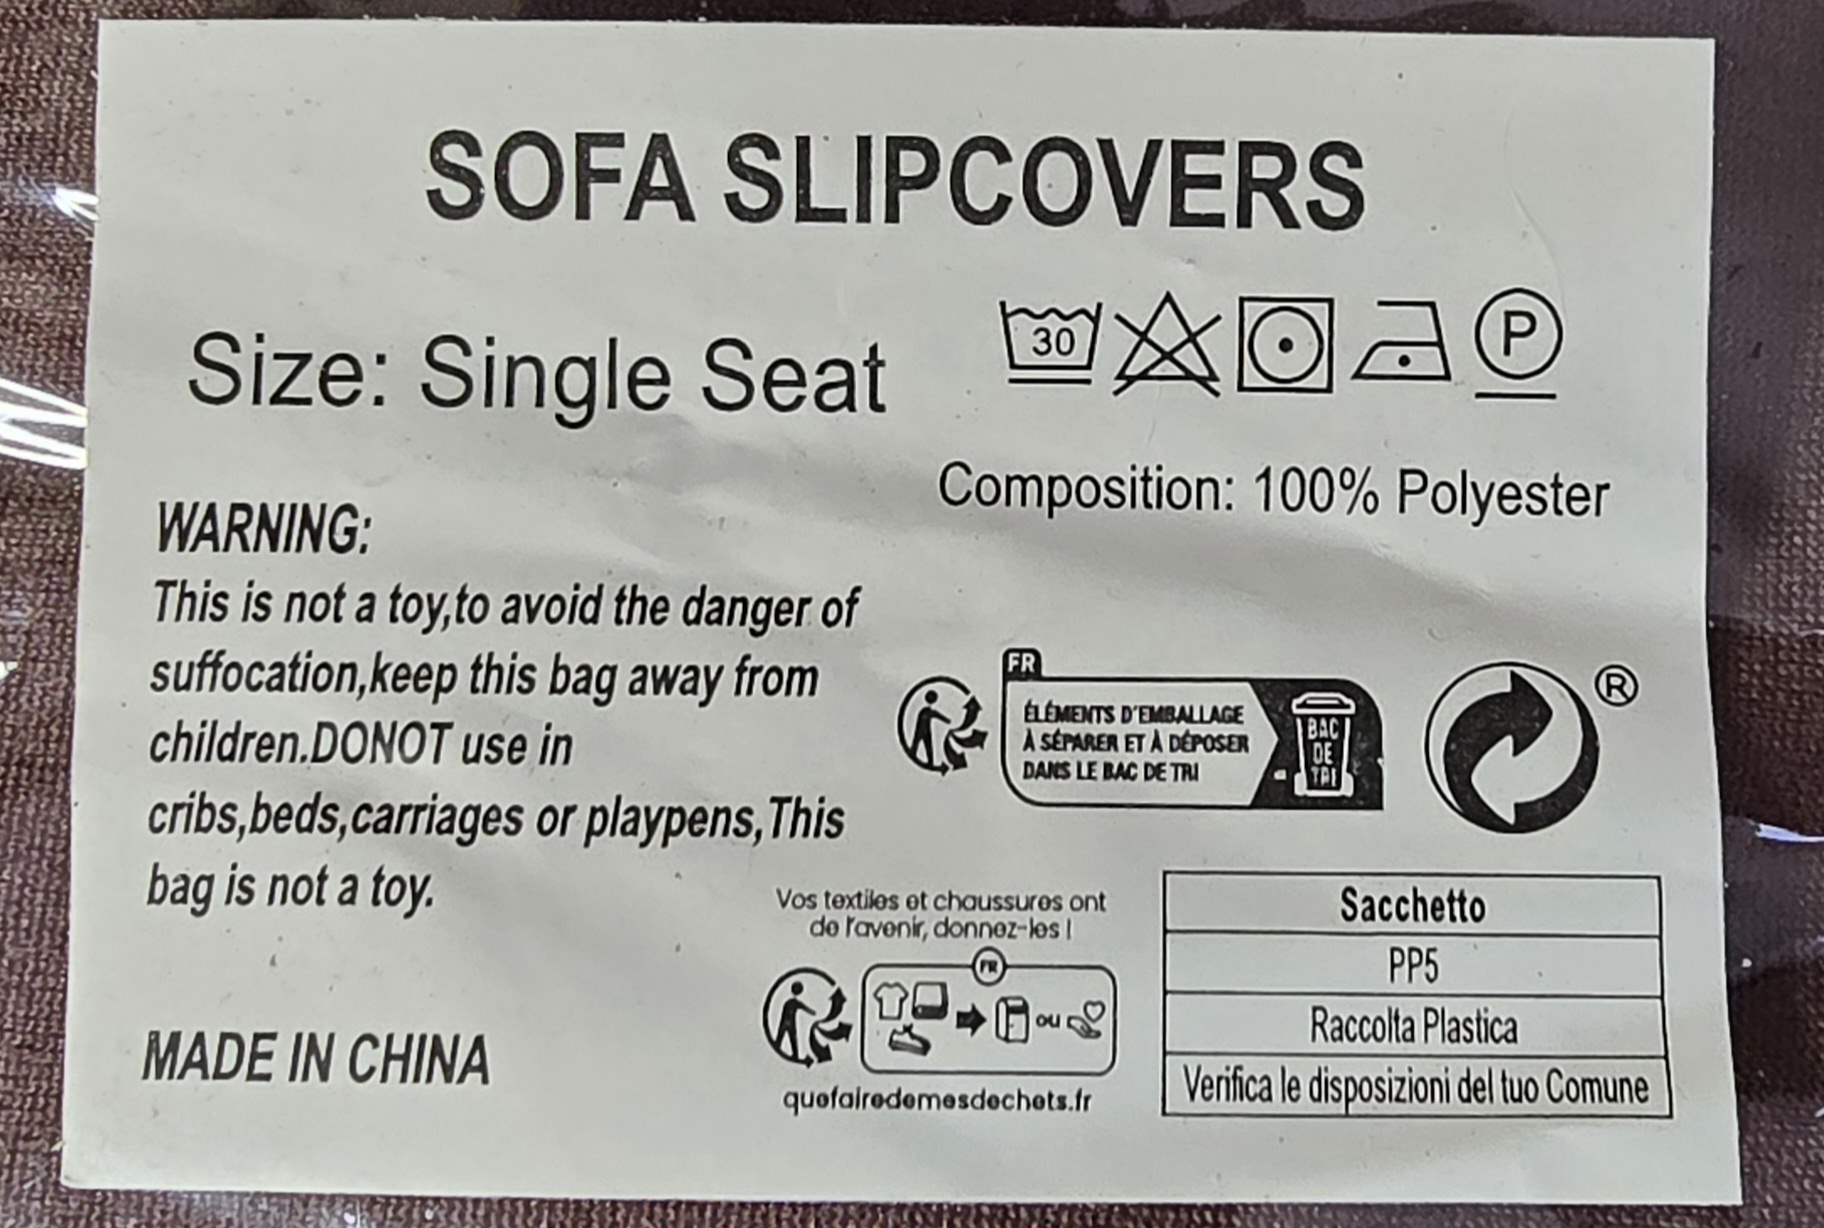 SOFA SLIPCOVERS
Size: Single Seat
30
P
Composition: 100% Polyester
WARNING:
This is not a toy,to avoid the danger of
suffocation,keep this bag away from
children.DONOT use in
cribs,beds,carriages or playpens,This
bag is not a toy.
MADE IN CHINA
FR
ÉLÉMENTS D'EMBALLAGE
À SÉPARER ET À DÉPOSER
DANS LE BAC DE TRI
BAC
DE
TRI
®
Vos textiles et chaussures ont
de l'avenir, donnez-les !
FR
ou
quefairedemesdechets.fr
Sacchetto
PP5
Raccolta Plastica
Verifica le disposizioni del tuo Comune